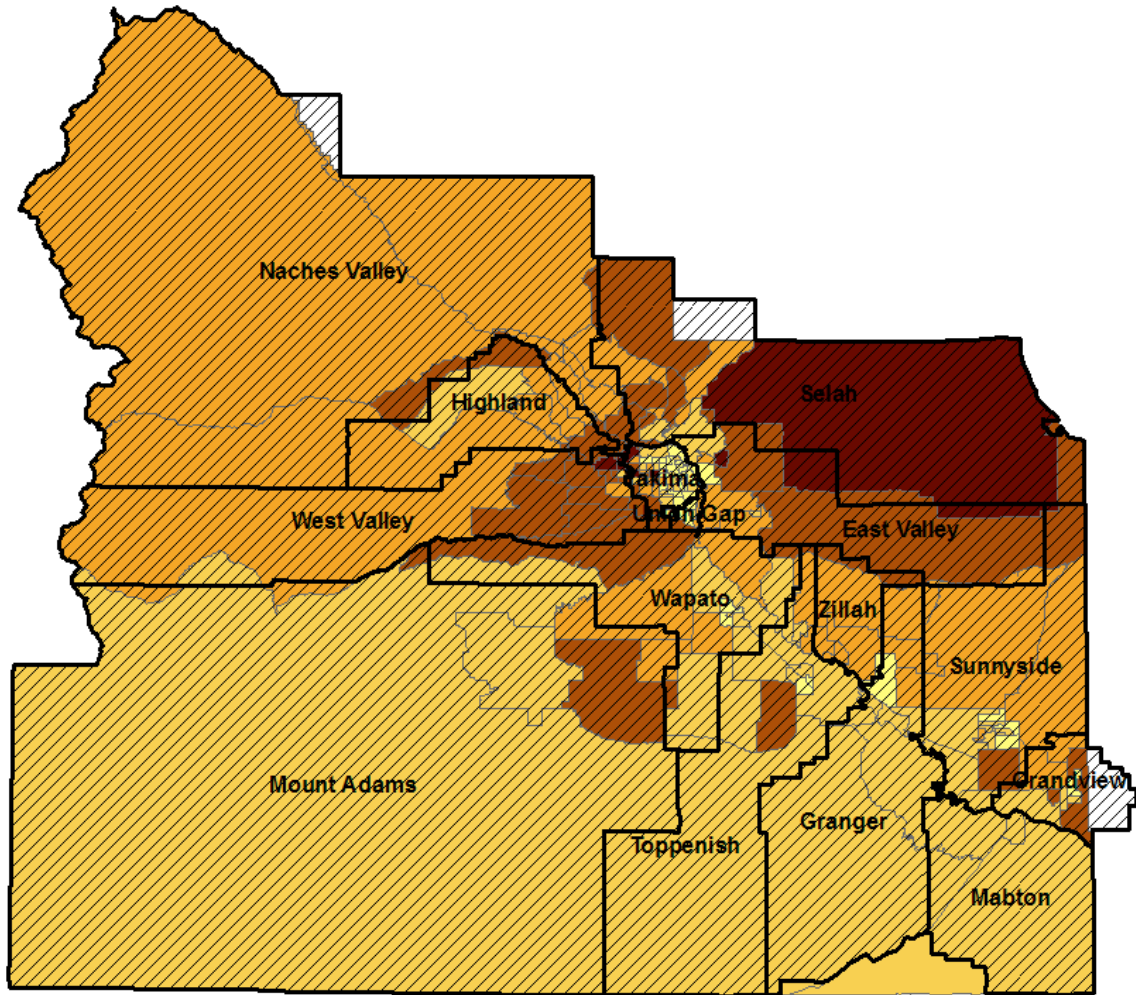 Naches Valley
Highland
Selah
Yakima
West Valley
Union Gap
East Valley
Wapato
Zillah
Sunnyside
Mount Adams
Grandview
Granger
Toppenish
Mabton